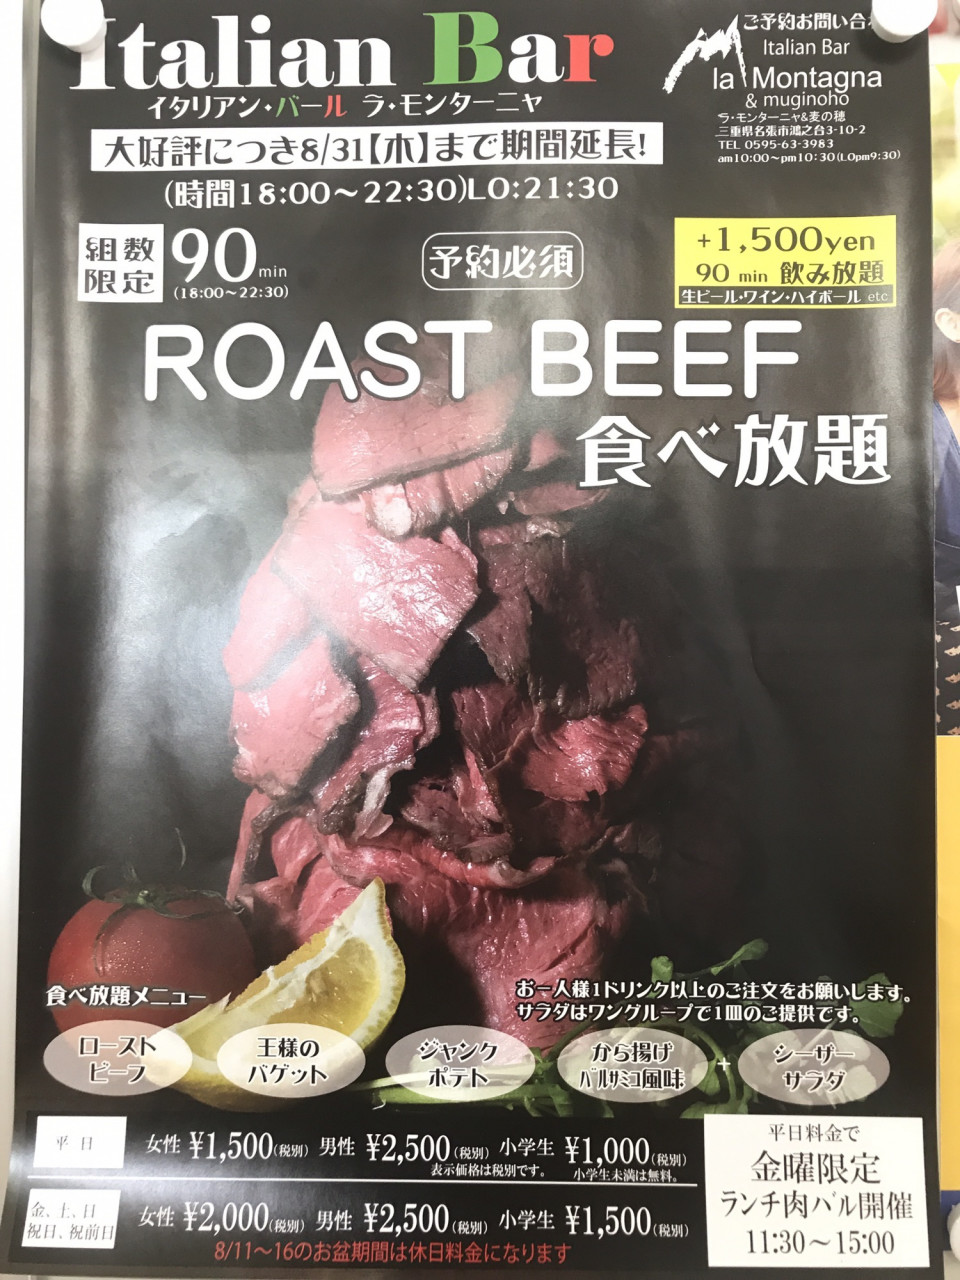 Italian Bar
イタリアン・バール ラ・モンターニャ
ご予約お問い合
Italian Bar
la Montagna
& muginoho
ラ・モンターニャ&麦の穂
三重県名張市鴻之台3-10-2
TEL 0595-63-3983
am10:00〜pm10:30(LOpm9:30)
大好評につき8/31【木】まで期間延長!
(時間18:00〜22:30)LO:21:30
組数
限定
90min
(18:00〜22:30)
予約必須
+1,500yen
90 min 飲み放題
生ビール・ワイン・ハイボール etc
ROAST BEEF
食べ放題
食べ放題メニュー
お一人様1ドリンク以上のご注文をお願いします。
サラダはワングループで1皿のご提供です。
ロースト
ビーフ
王様の
バゲット
ジャンク
ポテト
から揚げ
バルサミコ風味
+
シーザー
サラダ
平日
女性 ¥1,500(税別) 男性 ¥2,500(税別) 小学生 ¥1,000(税別)
表示価格は税別です。 小学生未満は無料。
金、土、日
祝日、祝前日
女性 ¥2,000(税別) 男性 ¥2,500(税別) 小学生 ¥1,500(税別)
8/11〜16のお盆期間は休日料金になります
平日料金で
金曜限定
ランチ肉バル開催
11:30〜15:00